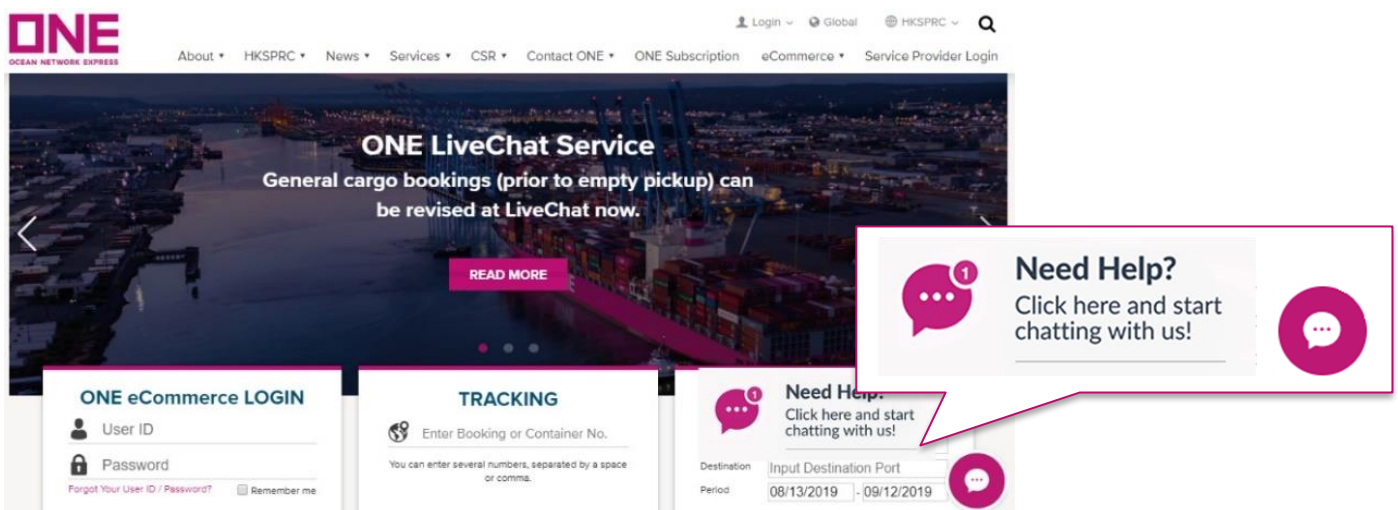 ONE
OCEAN NETWORK EXPRESS
Login
Global
HKSPRC
About
HKSPRC
News
Services
CSR
Contact ONE
ONE Subscription
eCommerce
Service Provider Login
ONE LiveChat Service
General cargo bookings (prior to empty pickup) can
be revised at LiveChat now.
READ MORE
1
Need Help?
Click here and start
chatting with us!
ONE eCommerce LOGIN
User ID
Password
Forgot Your User ID / Password?
Remember me
TRACKING
Enter Booking or Container No.
You can enter several numbers, separated by a space
or comma.
1
Need Help?
Click here and start
chatting with us!
Destination
Input Destination Port
Period
08/13/2019 - 09/12/2019